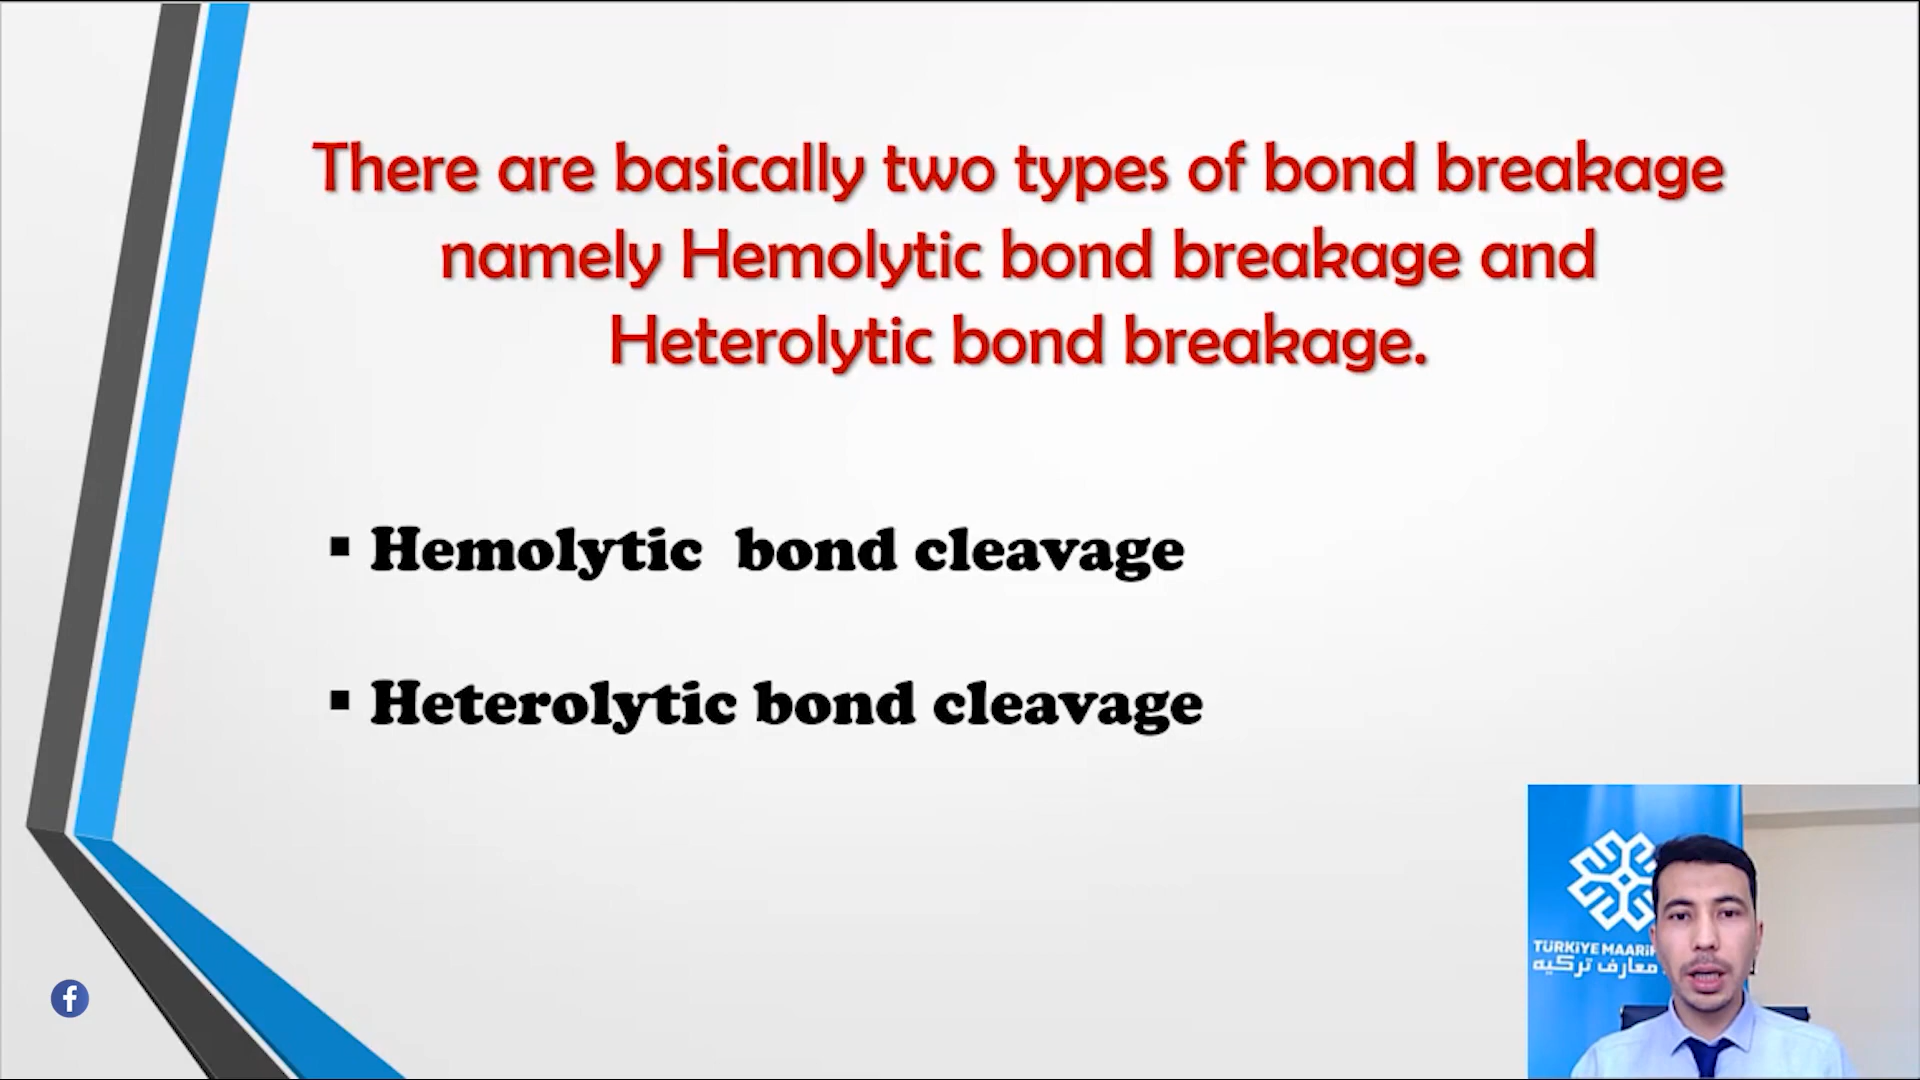 There are basically two types of bond breakage
namely Hemolytic bond breakage and
Heterolytic bond breakage.
▪ Hemolytic bond cleavage
▪ Heterolytic bond cleavage
TÜRKİYE MAARİF
معارف تركيه
f